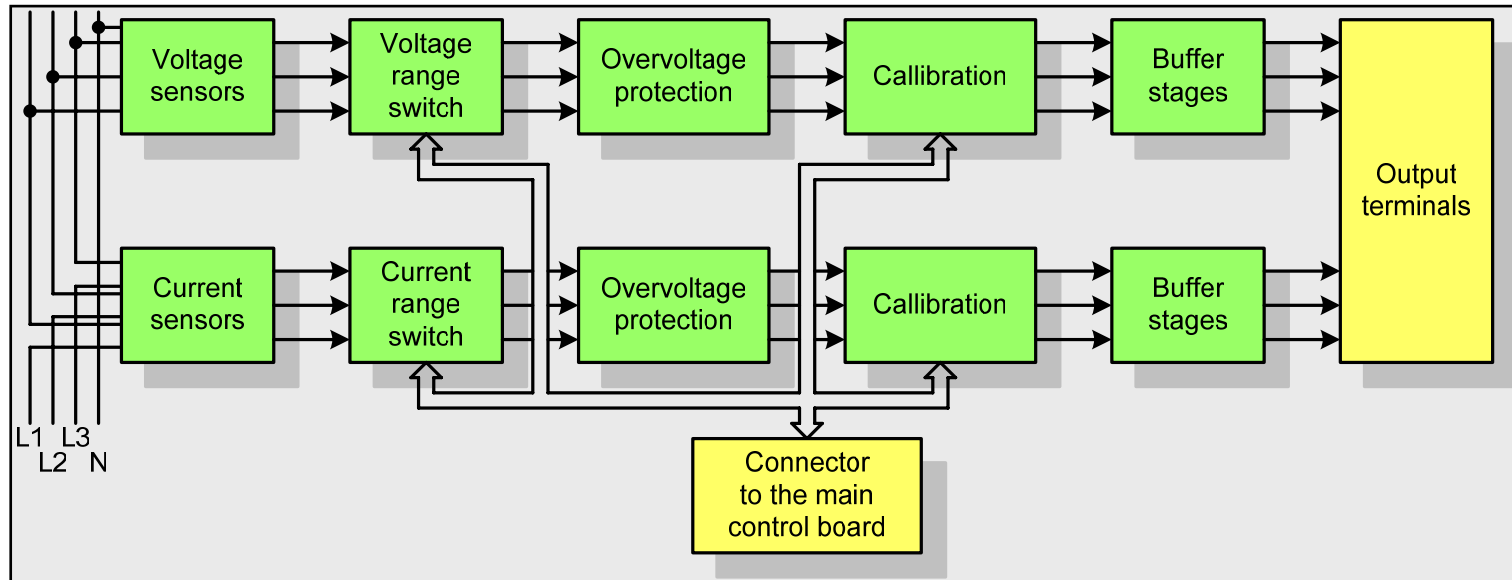 Voltage
sensors
Voltage
range
switch
Overvoltage
protection
Callibration
Buffer
stages
Output
terminals
Current
sensors
Current
range
switch
Overvoltage
protection
Callibration
Buffer
stages
L1
L2
L3
N
Connector
to the main
control board